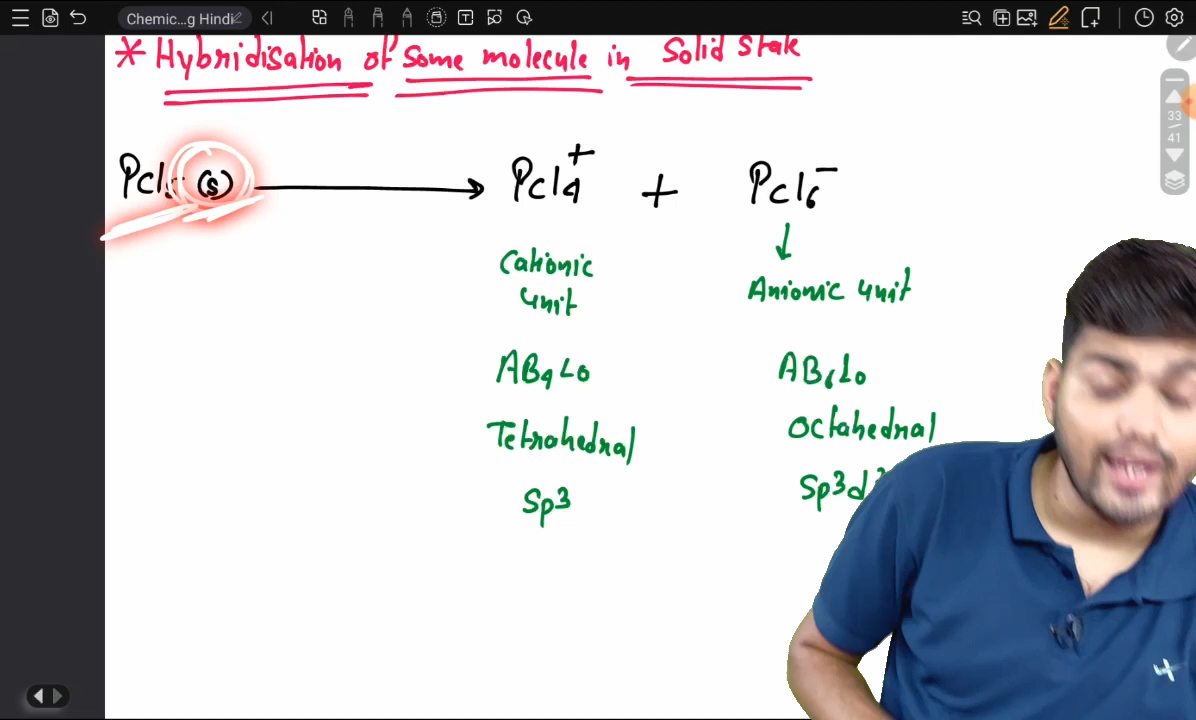 Chemic...g Hindi
33
41
* Hybridisation of some molecule in Solid State
PCl5 (s) → PCl4+ + PCl6-
↓
Cationic
unit
Anionic unit
AB4L0
AB6L0
Tetrahedral
Octahedral
Sp3
Sp3d